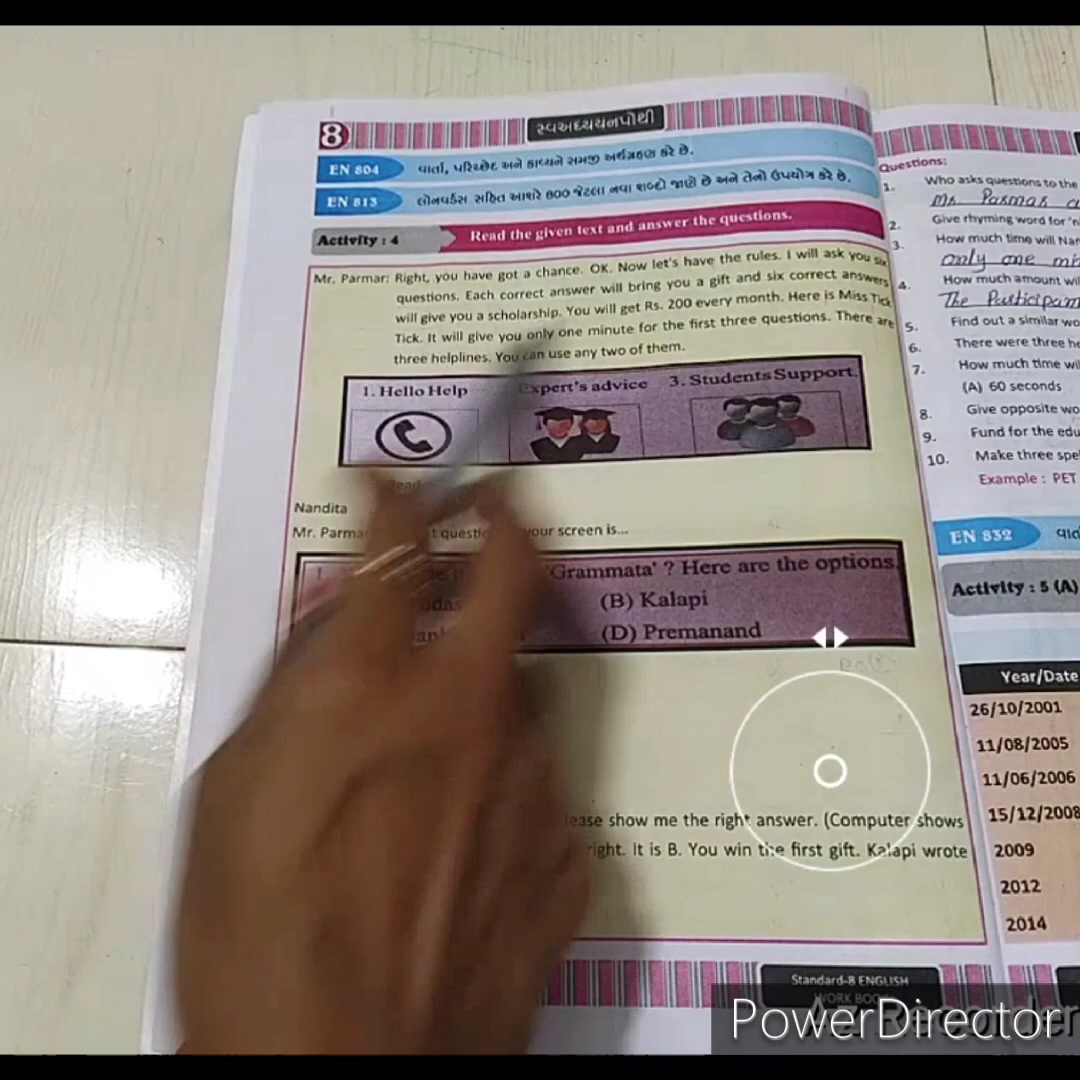 8
સ્વઅધ્યયનપોથી
EN 804 વાર્તા, પરિચ્છેદ અને કાવ્યને સમજી અર્થગ્રહણ કરે છે.
EN 813 લોનવર્ડસ સહિત આશરે ૪૦૦ જેટલા નવા શબ્દો જાણે છે અને તેનો ઉપયોગ કરે છે.
Activity : 4 Read the given text and answer the questions.
Mr. Parmar: Right, you have got a chance. OK. Now let's have the rules. I will ask you six
questions. Each correct answer will bring you a gift and six correct answers
will give you a scholarship. You will get Rs. 200 every month. Here is Miss Tick
Tick. It will give you only one minute for the first three questions. There are
three helplines. You can use any two of them.
1. Hello Help Expert's advice 3. Students Support.
Nandita
Mr. Parma your screen is...
'Grammata' ? Here are the options.
(B) Kalapi
(D) Premanand
show me the right answer. (Computer shows
right. It is B. You win the first gift. Kalapi wrote
Standard-8 ENGLISH
WORK BOO
Questions:
1. Who asks questions to the
Mr. Parmar
2. Give rhyming word for 'n
3. How much time will Nan
only one mi
4. How much amount wil
The Participan
5. Find out a similar wo
6. There were three he
7. How much time wil
(A) 60 seconds
8. Give opposite wo
9. Fund for the edu
10. Make three spe
Example : PET
EN 832
Activity : 5 (A)
Year/Date
26/10/2001
11/08/2005
11/06/2006
15/12/2008
2009
2012
2014
PowerDirector